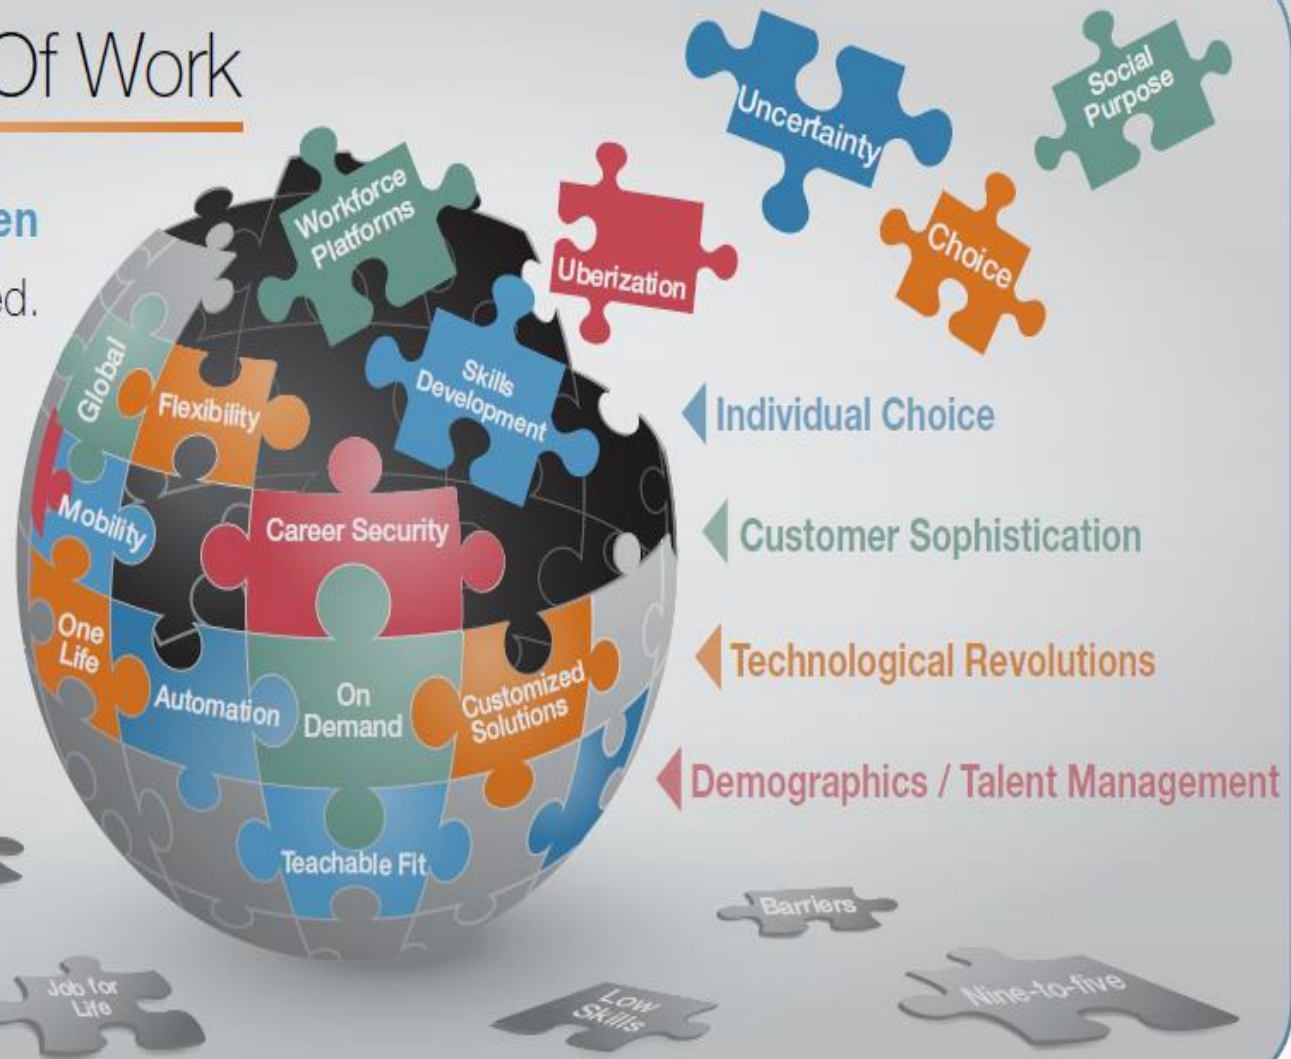 Of Work
en
ed.
Social
Purpose
Uncertainty
Choice
Workforce
Platforms
Uberization
Global
Flexibility
Skills
Development
Individual Choice
Mobility
Career Security
Customer Sophistication
One
Life
Automation
On
Demand
Customized
Solutions
Technological Revolutions
Demographics / Talent Management
Teachable Fit
Barriers
Job for
Life
Low
Skills
Nine-to-five